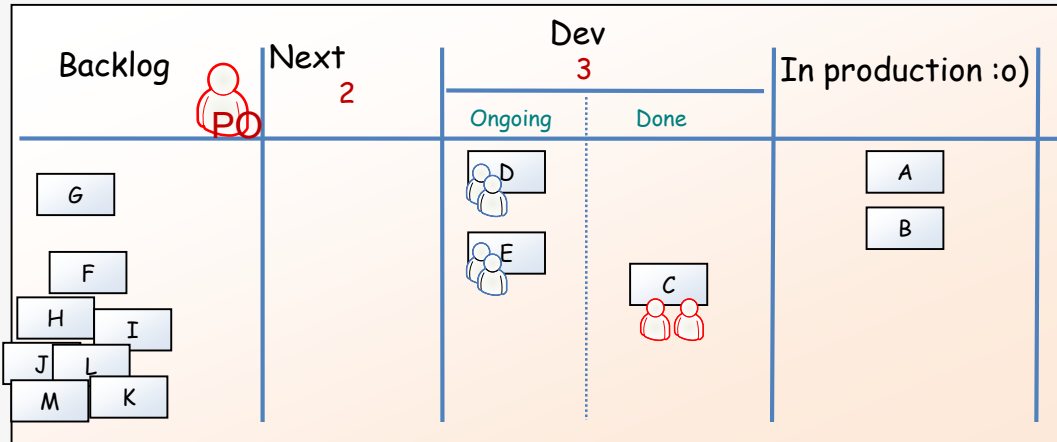 Backlog
PO
Next
2
Dev
3
Ongoing
Done
In production :o)
G
F
H
I
J
L
M
K
D
E
C
A
B